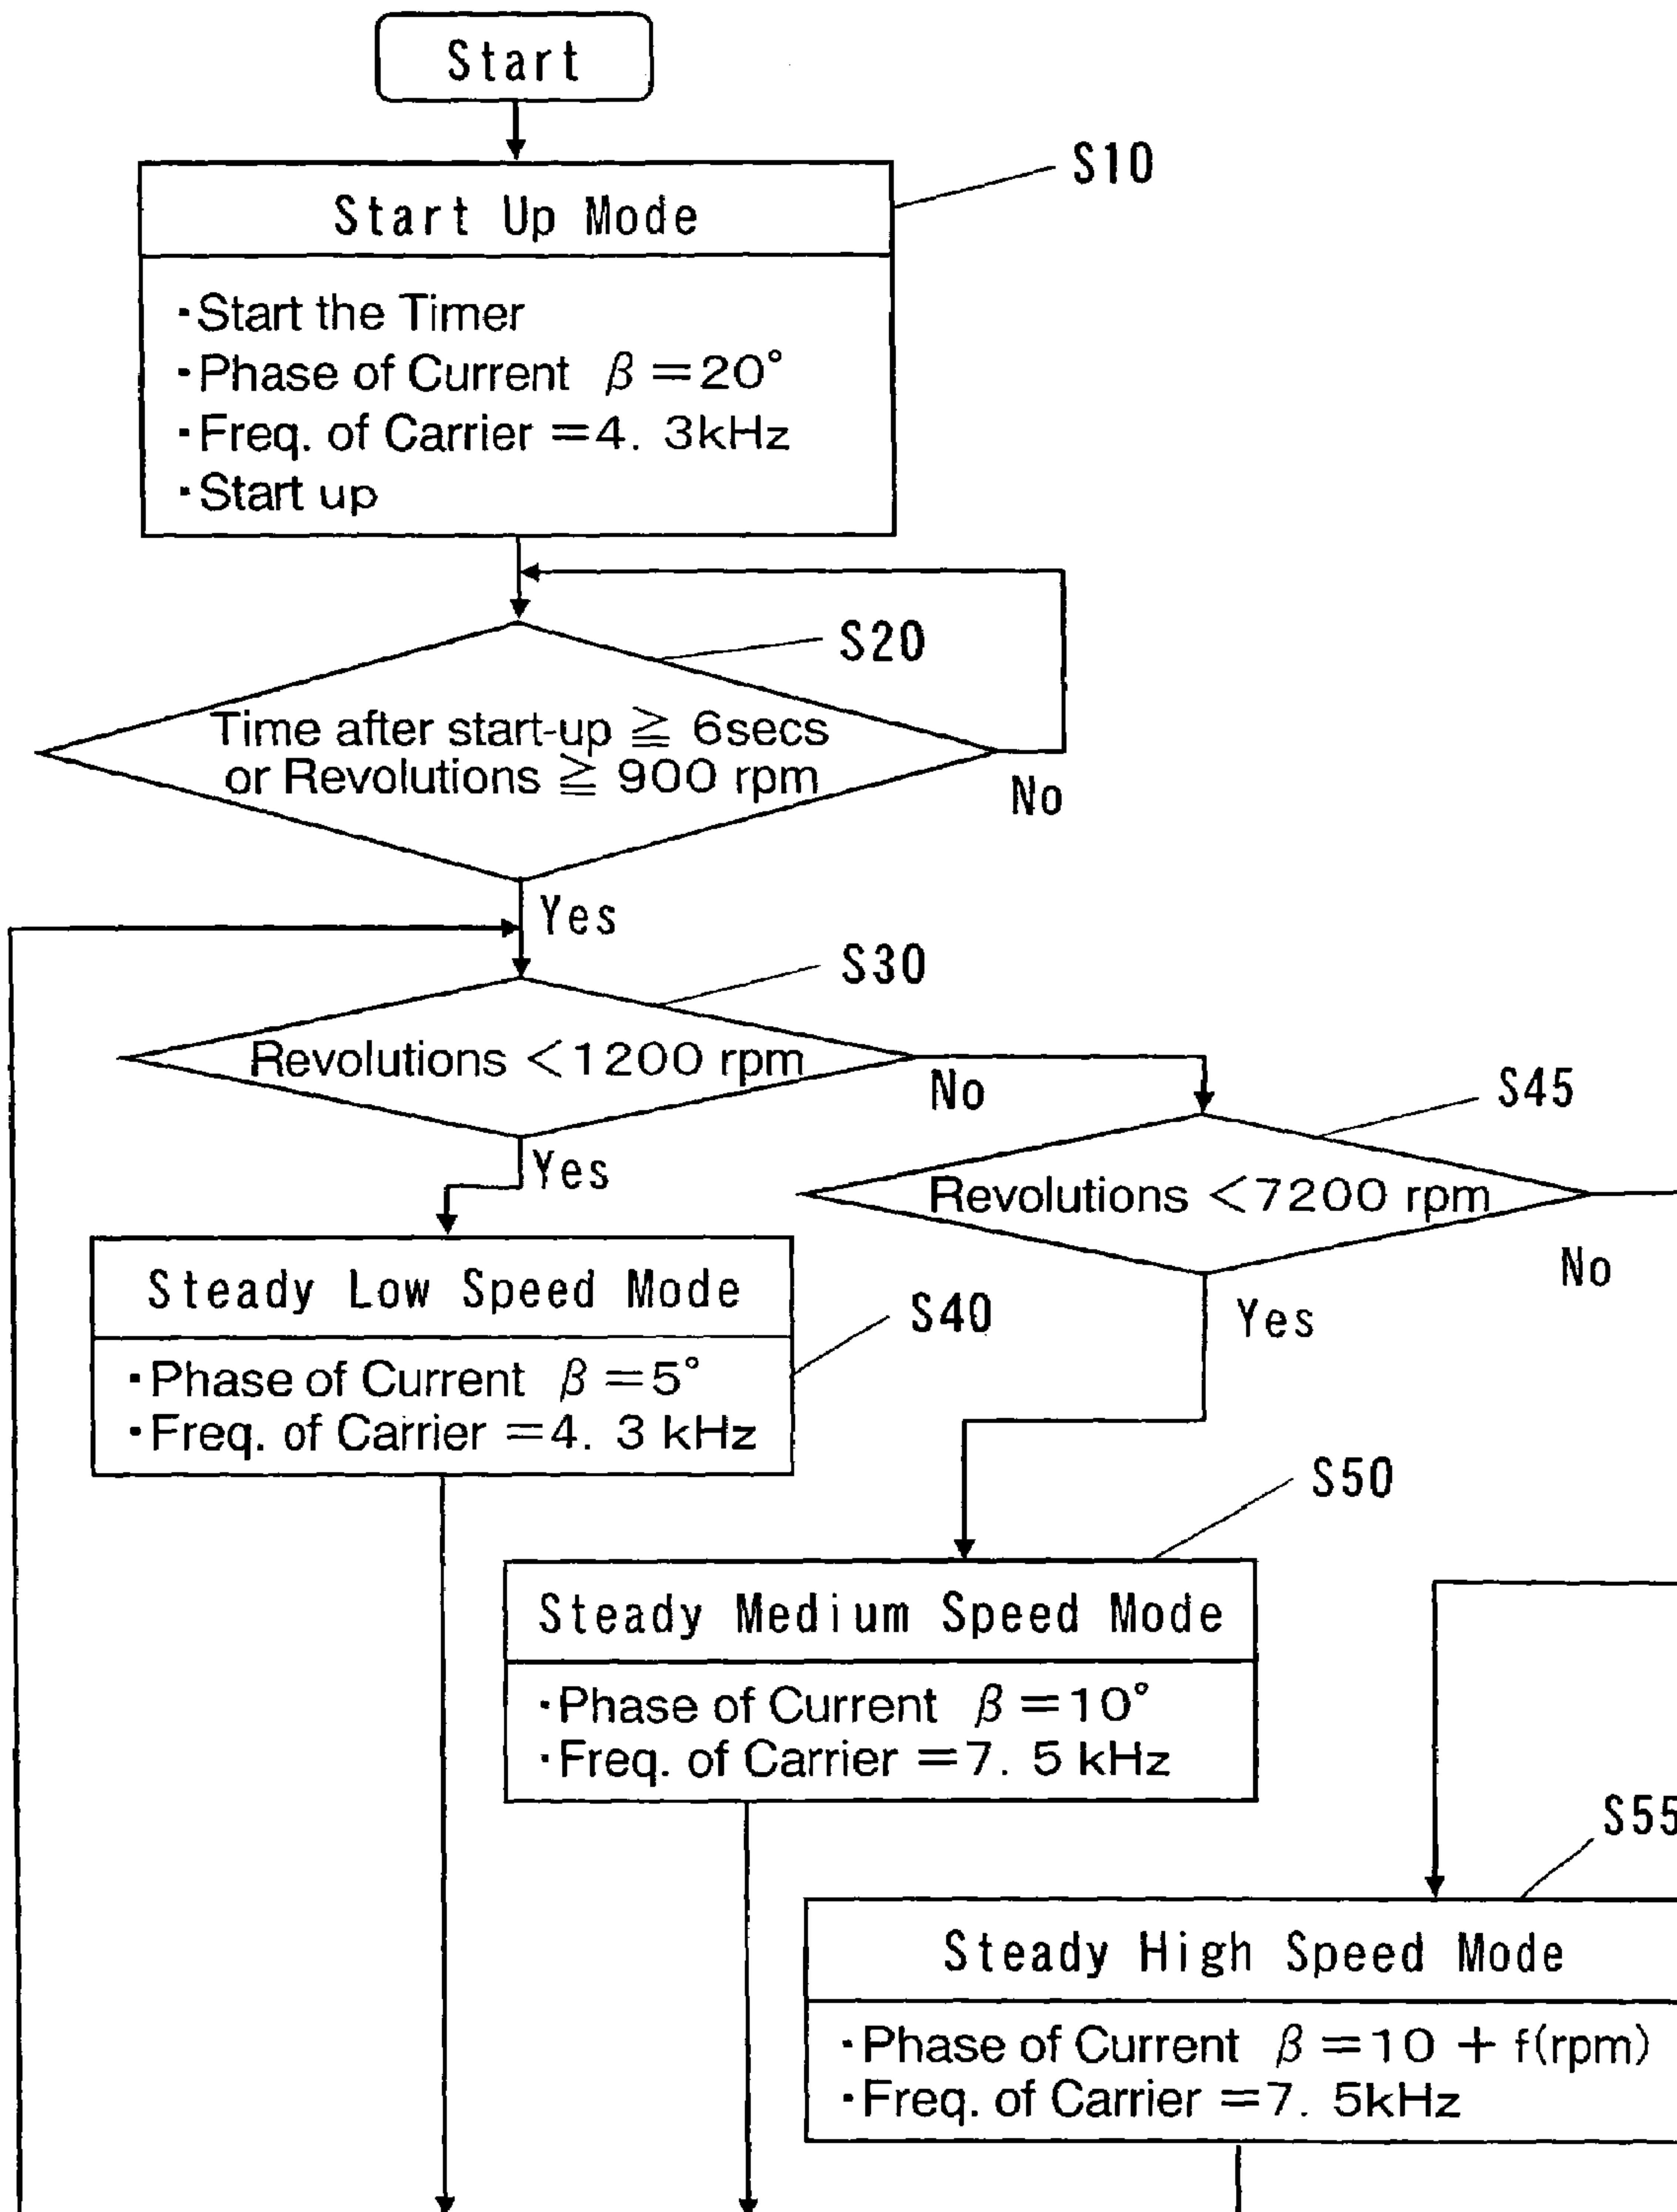 Start
S10
Start Up Mode
・Start the Timer
・Phase of Current β=20°
・Freq. of Carrier =4. 3kHz
・Start up
S20
Time after start-up ≧ 6secs
or Revolutions ≧ 900 rpm
No
Yes
S30
Revolutions <1200 rpm
No
S45
Yes
Revolutions <7200 rpm
No
Steady Low Speed Mode
S40
Yes
・Phase of Current β=5°
・Freq. of Carrier =4. 3 kHz
S50
Steady Medium Speed Mode
・Phase of Current β=10°
・Freq. of Carrier =7. 5 kHz
S55
Steady High Speed Mode
・Phase of Current β=10 + f(rpm)
・Freq. of Carrier =7. 5kHz